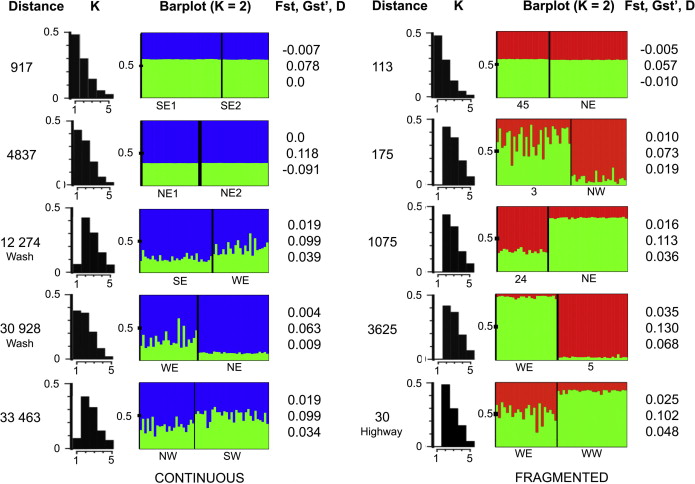 Distance K Barplot (K = 2) Fst, Gst', D Distance K Barplot (K = 2) Fst, Gst', D
917 0.5 0 1 5 0.5 SE1 SE2 -0.007 0.078 0.0
4837 0.5 1 5 0.5 NE1 NE2 0.0 0.118 -0.091
12 274 Wash 0.5 0 1 5 0.5 SE WE 0.019 0.099 0.039
30 928 Wash 0.5 0 1 5 0.5 WE NE 0.004 0.063 0.009
33 463 0.5 0 1 5 0.5 NW SW 0.019 0.099 0.034
CONTINUOUS
113 0.5 0 1 5 0.5 45 NE -0.005 0.057 -0.010
175 0.5 0 1 5 0.5 3 NW 0.010 0.073 0.019
1075 0.5 0 1 5 0.5 24 NE 0.016 0.113 0.036
3625 0.5 0 1 5 0.5 WE 5 0.035 0.130 0.068
30 Highway 0.5 0 1 5 0.5 WE WW 0.025 0.102 0.048
FRAGMENTED